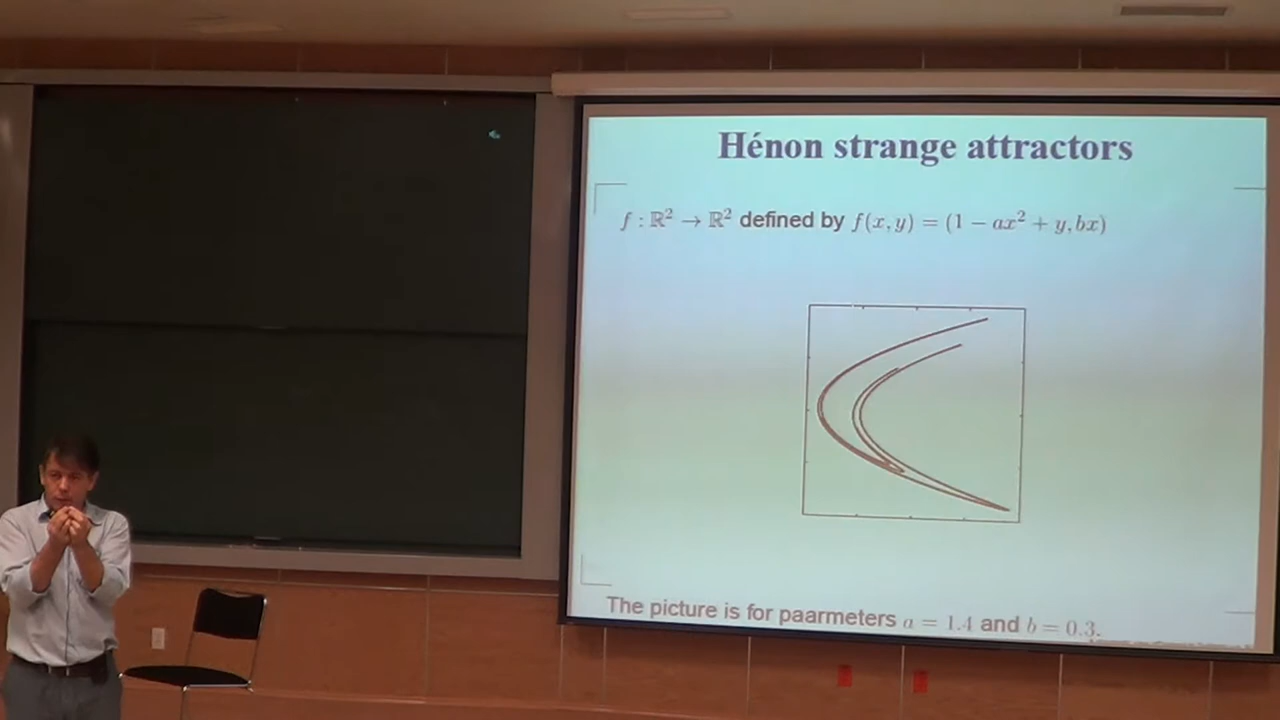 Hénon strange attractors
f : ℝ² → ℝ² defined by f(x, y) = (1 − ax² + y, bx)
The picture is for paarmeters a = 1.4 and b = 0.3.